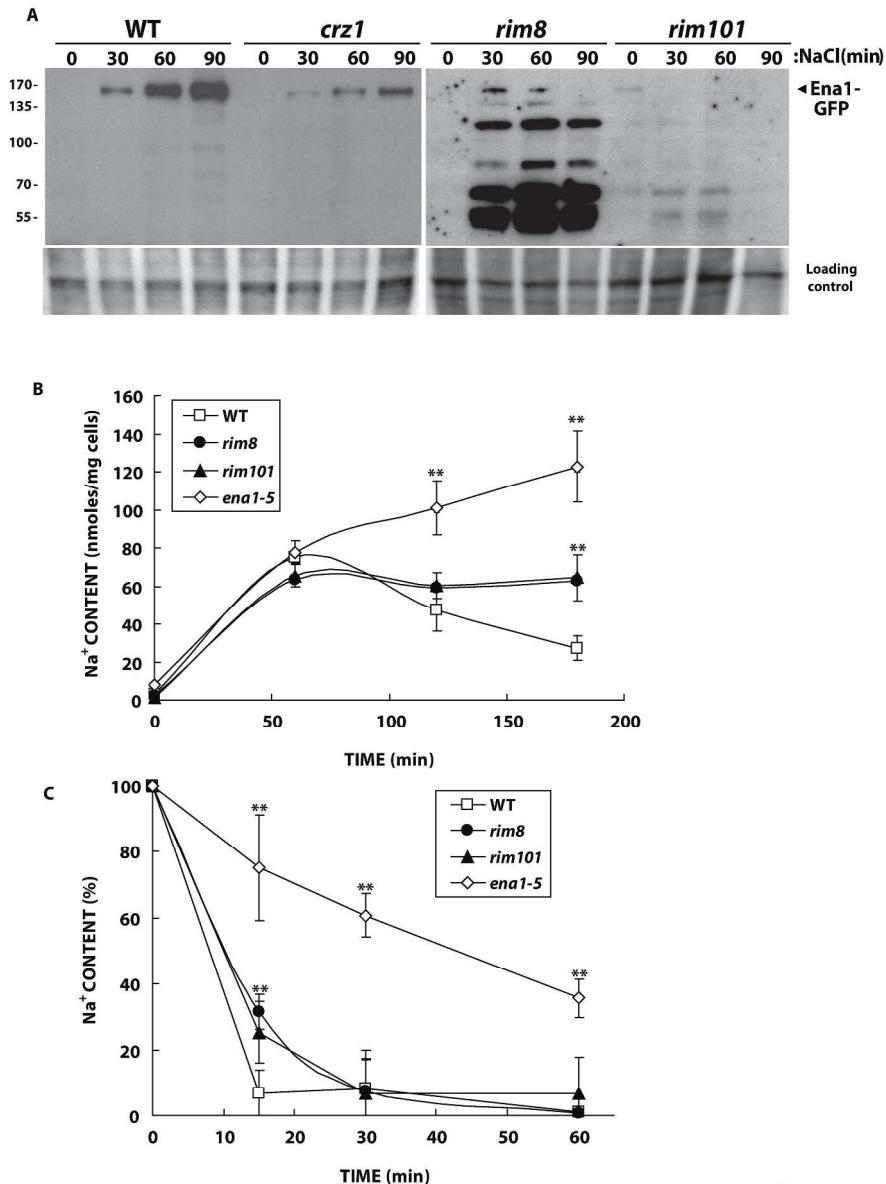 A
WT crz1 rim8 rim101
0 30 60 90 0 30 60 90 0 30 60 90 0 30 60 90 :NaCl(min)
170-
135-
100-
70-
55-
◄Ena1-
GFP
Loading
control
B
Na+ CONTENT (nmoles/mg cells)
160
140
120
100
80
60
40
20
0
WT
rim8
rim101
ena1-5
**
**
**
0 50 100 150 200
TIME (min)
C
Na+ CONTENT (%)
100
80
60
40
20
0
WT
rim8
rim101
ena1-5
**
**
**
**
0 10 20 30 40 50 60
TIME (min)